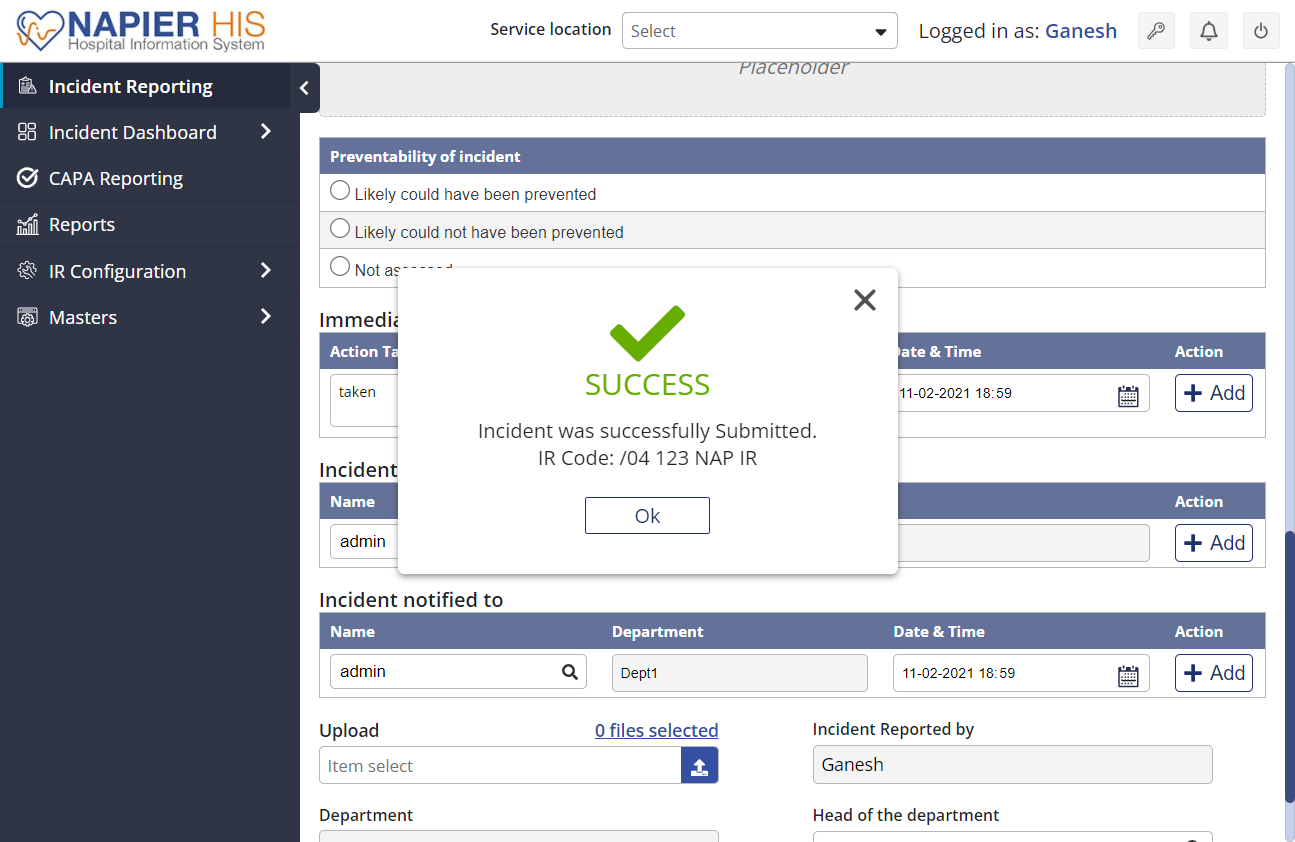 NAPIER HIS
Hospital Information System
Service location
Select
Logged in as: Ganesh
Incident Reporting
Incident Dashboard
CAPA Reporting
Reports
IR Configuration
Masters
Placeholder
Preventability of incident
Likely could have been prevented
Likely could not have been prevented
Not assessed
Immedia
Action Ta
Date & Time
Action
taken
11-02-2021 18:59
Add
SUCCESS
Incident was successfully Submitted.
IR Code: /04 123 NAP IR
Ok
Incident
Name
Action
admin
Add
Incident notified to
Name
Department
Date & Time
Action
admin
Dept1
11-02-2021 18:59
Add
Upload
0 files selected
Item select
Incident Reported by
Ganesh
Department
Head of the department